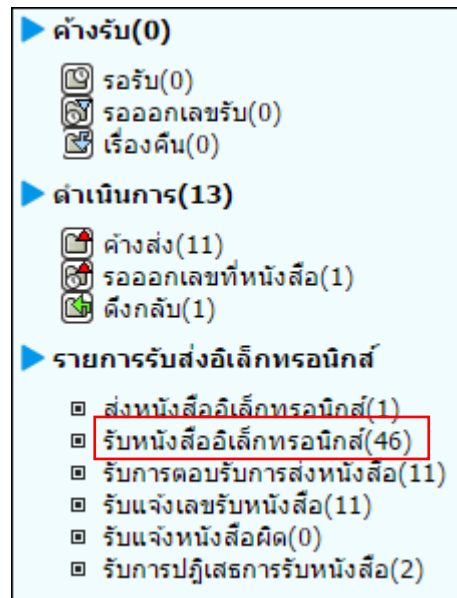 ค้างรับ(0)
รอรับ(0)
รอออกเลขรับ(0)
เรื่องคืน(0)
ดำเนินการ(13)
ค้างส่ง(11)
รอออกเลขที่หนังสือ(1)
ดึงกลับ(1)
รายการรับส่งอิเล็กทรอนิกส์
ส่งหนังสืออิเล็กทรอนิกส์(1)
รับหนังสืออิเล็กทรอนิกส์(46)
รับการตอบรับการส่งหนังสือ(11)
รับแจ้งเลขรับหนังสือ(11)
รับแจ้งหนังสือผิด(0)
รับการปฏิเสธการรับหนังสือ(2)